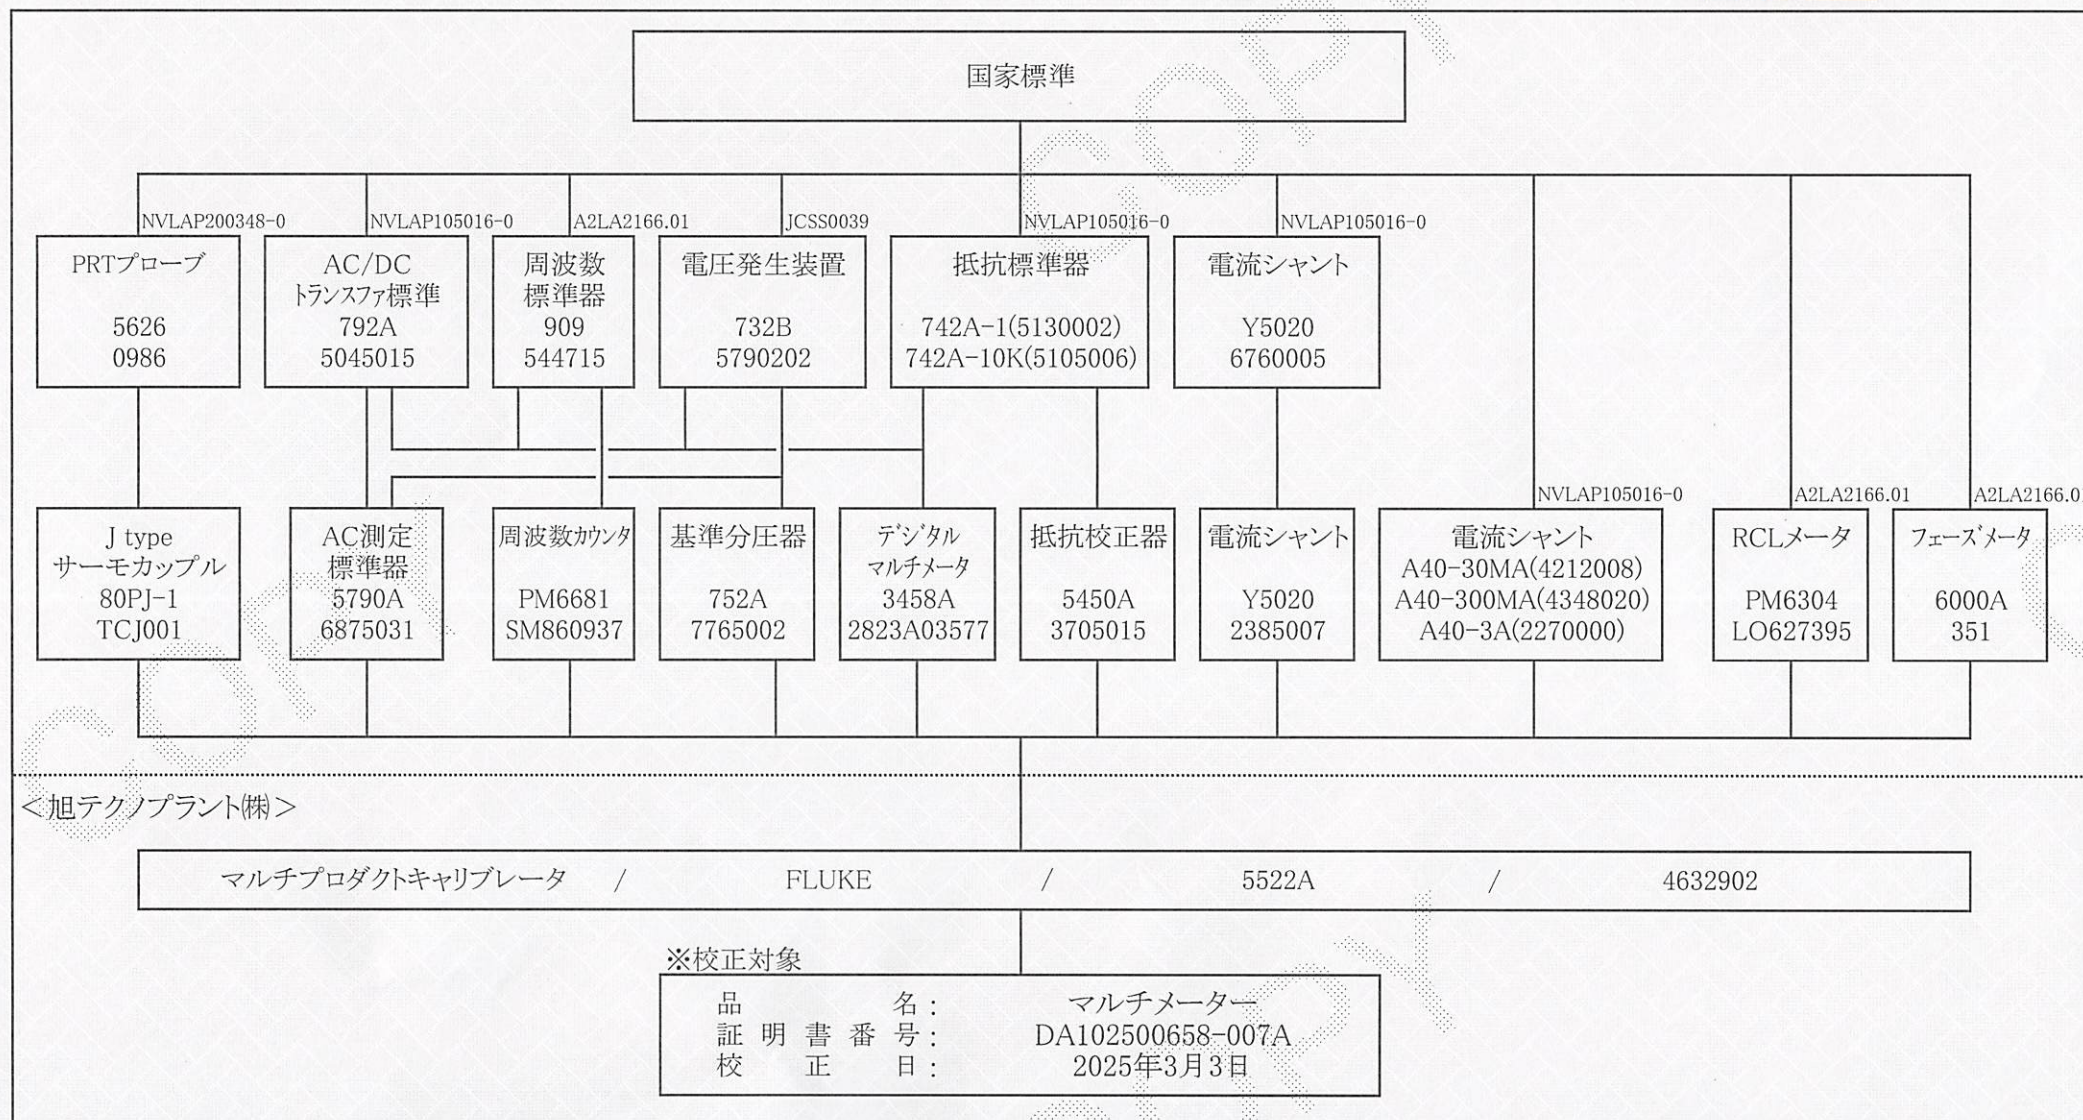 国家標準
NVLAP200348-0
PRTプローブ
5626
0986
NVLAP105016-0
AC/DC
トランスファ標準
792A
5045015
A2LA2166.01
周波数
標準器
909
544715
JCSS0039
電圧発生装置
732B
5790202
NVLAP105016-0
抵抗標準器
742A-1(5130002)
742A-10K(5105006)
NVLAP105016-0
電流シャント
Y5020
6760005
J type
サーモカップル
80PJ-1
TCJ001
AC測定
標準器
5790A
6875031
周波数カウンタ
PM6681
SM860937
基準分圧器
752A
7765002
デジタル
マルチメータ
3458A
2823A03577
抵抗校正器
5450A
3705015
電流シャント
Y5020
2385007
NVLAP105016-0
電流シャント
A40-30MA(4212008)
A40-300MA(4348020)
A40-3A(2270000)
A2LA2166.01
RCLメータ
PM6304
LO627395
A2LA2166.0
フェーズメータ
6000A
351
<旭テクノプラント㈱>
マルチプロダクトキャリブレータ / FLUKE / 5522A / 4632902
※校正対象
品名: マルチメーター
証明書番号: DA102500658-007A
校正日: 2025年3月3日
COPY
COPY
COPY